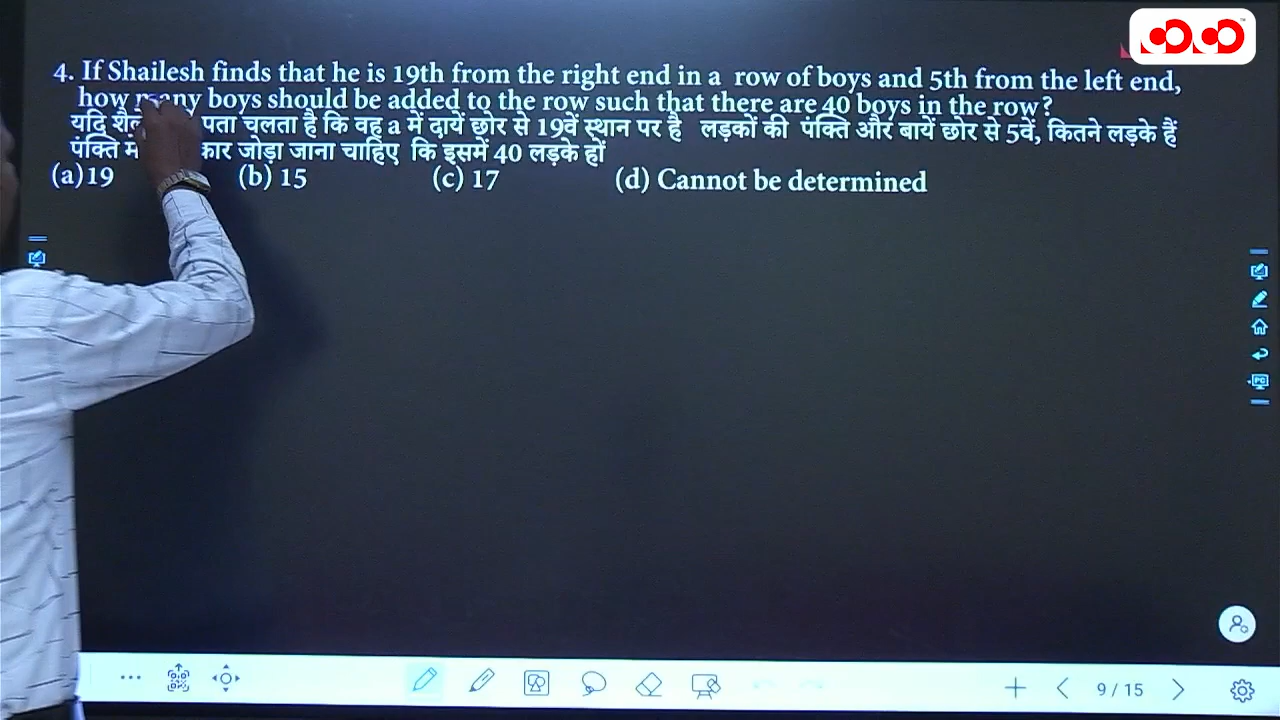 4. If Shailesh finds that he is 19th from the right end in a row of boys and 5th from the left end,
how many boys should be added to the row such that there are 40 boys in the row?
यदि पता चलता है कि वह a में दायें छोर से 19वें स्थान पर है लड़कों की पंक्ति और बायें छोर से 5वें, कितने लड़के हैं
पंक्ति जोड़ा जाना चाहिए कि इसमें 40 लड़के हों
(a)19 (b) 15 (c) 17 (d) Cannot be determined
9 / 15